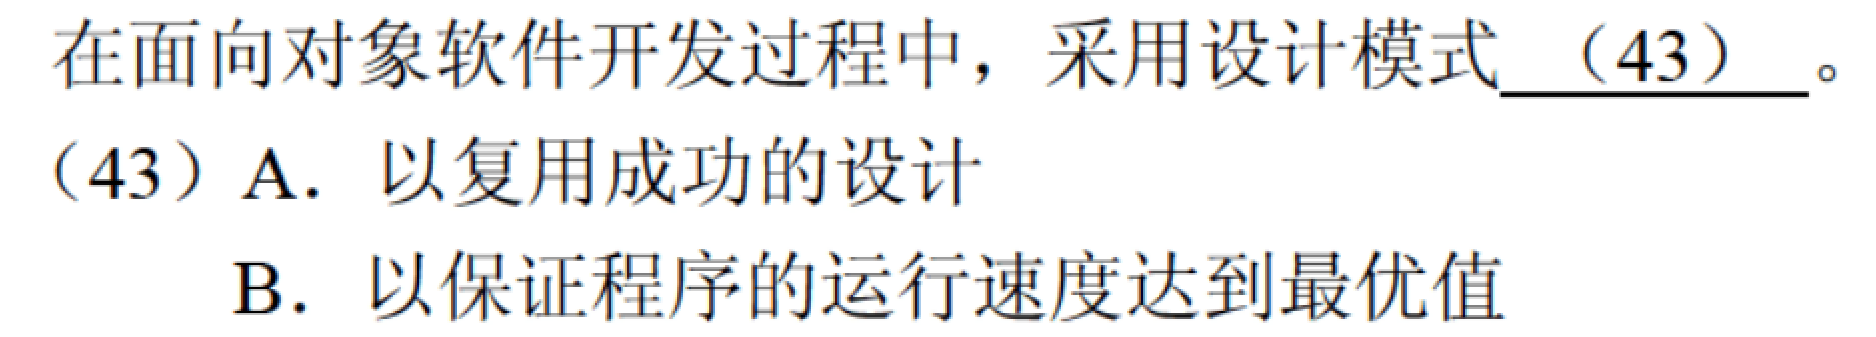 在面向对象软件开发过程中，采用设计模式 （43） 。
（43）A． 以复用成功的设计
B． 以保证程序的运行速度达到最优值